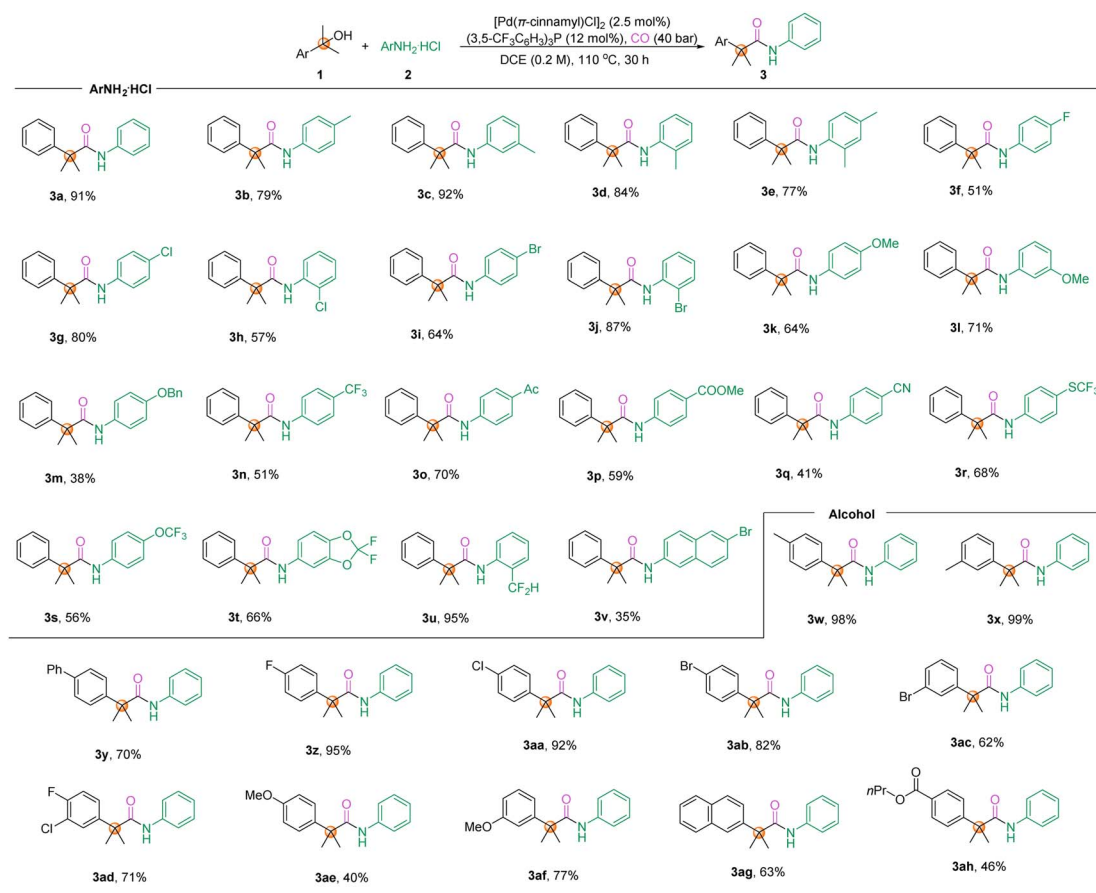 [Pd(π-cinnamyl)Cl]2 (2.5 mol%)
(3,5-CF3C6H3)3P (12 mol%), CO (40 bar)
DCE (0.2 M), 110 °C, 30 h
Ar OH + ArNH2·HCl Ar O N H
1 2 3
ArNH2·HCl
O N H O N H O N H O N H O N H O N H F
3a, 91% 3b, 79% 3c, 92% 3d, 84% 3e, 77% 3f, 51%
O N H Cl O N H Cl O N H Br O N H Br O N H OMe O N H OMe
3g, 80% 3h, 57% 3i, 64% 3j, 87% 3k, 64% 3l, 71%
O N H OBn O N H CF3 O N H Ac O N H COOMe O N H CN O N H SCF3
3m, 38% 3n, 51% 3o, 70% 3p, 59% 3q, 41% 3r, 68%
Alcohol
O N H OCF3 O N H O O F F O N H CF2H O N H Br O N H O N H
3s, 56% 3t, 66% 3u, 95% 3v, 35% 3w, 98% 3x, 99%
Ph O N H F O N H Cl O N H Br O N H Br O N H
3y, 70% 3z, 95% 3aa, 92% 3ab, 82% 3ac, 62%
F Cl O N H MeO O N H MeO O N H O N H nPr O O O N H
3ad, 71% 3ae, 40% 3af, 77% 3ag, 63% 3ah, 46%